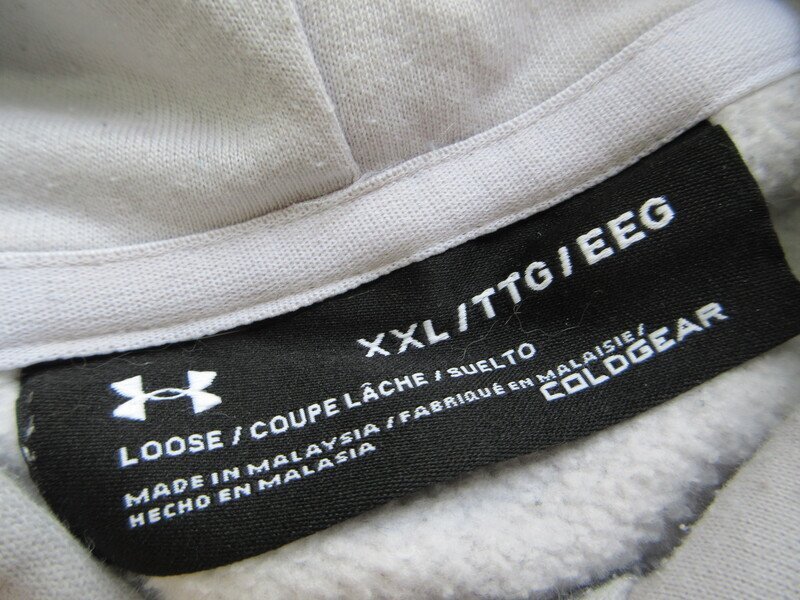 XXL/TTG/EEG
LOOSE / COUPE LÂCHE / SUELTO
MADE IN MALAYSIA / FABRIQUÉ EN MALAISIE/
HECHO EN MALASIA
COLDGEAR